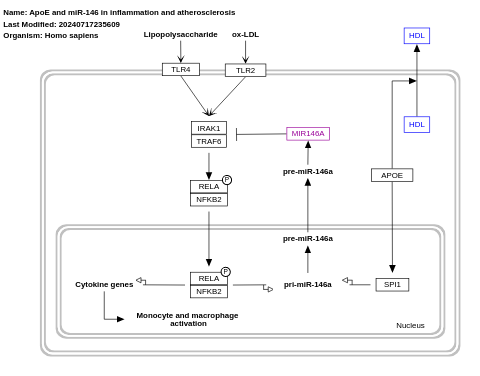 Name: ApoE and miR-146 in inflammation and atherosclerosis
Last Modified: 20240717235609
Organism: Homo sapiens
Lipopolysaccharide
ox-LDL
HDL
TLR4
TLR2
HDL
IRAK1
TRAF6
MIR146A
pre-miR-146a
APOE
P
RELA
NFKB2
pre-miR-146a
P
RELA
NFKB2
Cytokine genes
pri-miR-146a
SPI1
Monocyte and macrophage
activation
Nucleus